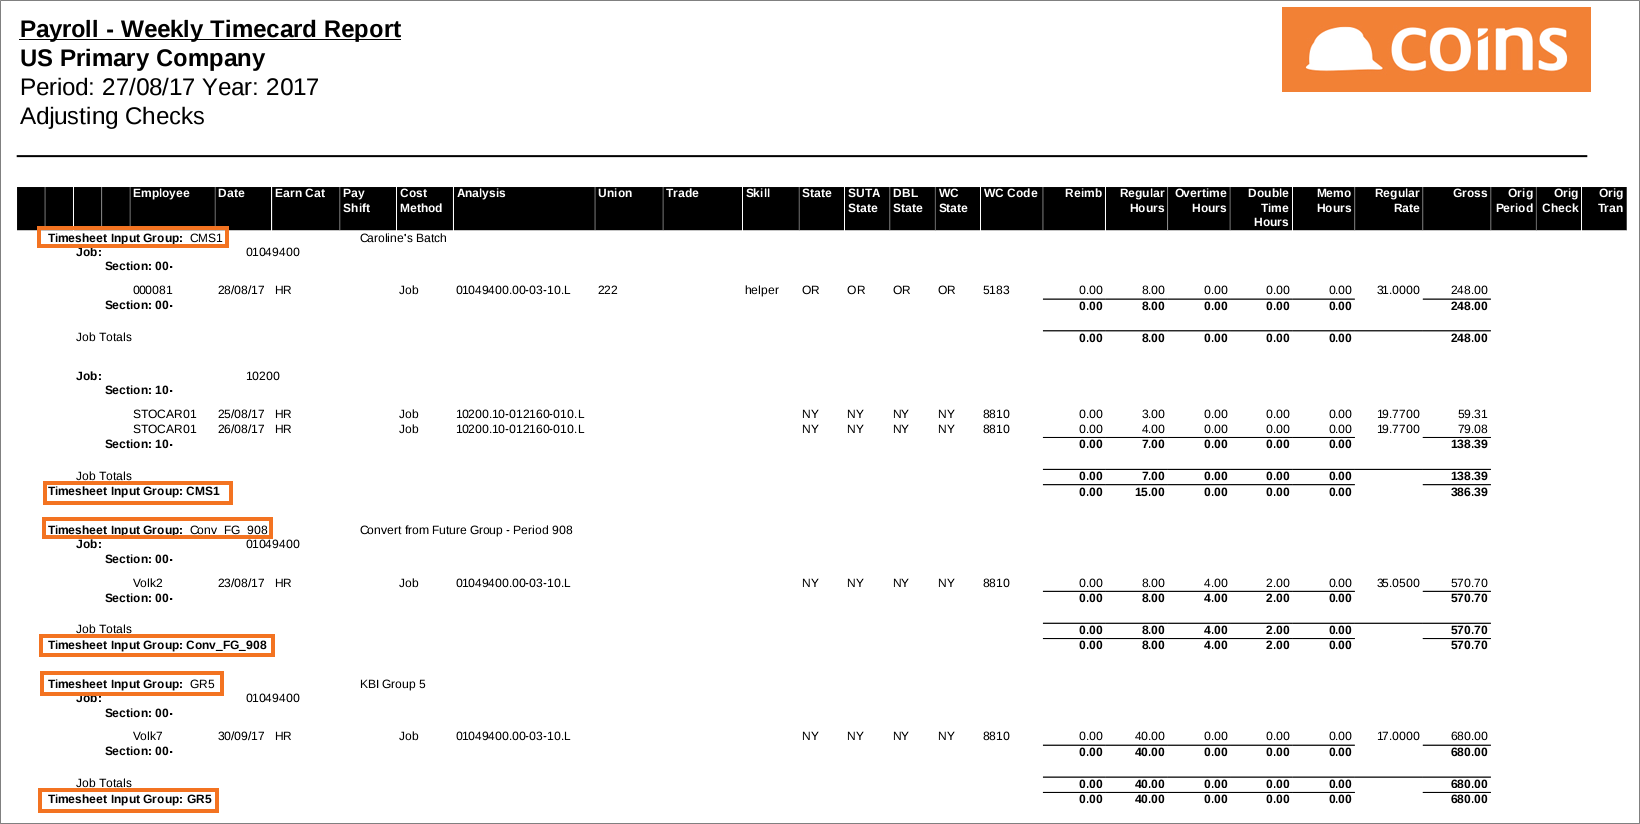 Payroll - Weekly Timecard Report
US Primary Company
Period: 27/08/17 Year: 2017
Adjusting Checks
coins
Employee Date Earn Cat Pay Shift Cost Method Analysis Union Trade Skill State SUTA State DBL State WC State WC Code Reimb Regular Hours Overtime Hours Double Time Hours Memo Hours Regular Rate Gross Orig Period Orig Check Orig Tran
Timesheet Input Group: CMS1 Caroline's Batch
Job: 01049400
Section: 00-
000081 28/08/17 HR Job 01049400.00-03-10.L 222 helper OR OR OR OR 5183 0.00 8.00 0.00 0.00 0.00 31.0000 248.00
Section: 00- 0.00 8.00 0.00 0.00 0.00 248.00
Job Totals 0.00 8.00 0.00 0.00 0.00 248.00
Job: 10200
Section: 10-
STOCAR01 25/08/17 HR Job 10200.10-012160-010.L NY NY NY NY 8810 0.00 3.00 0.00 0.00 0.00 19.7700 59.31
STOCAR01 26/08/17 HR Job 10200.10-012160-010.L NY NY NY NY 8810 0.00 4.00 0.00 0.00 0.00 19.7700 79.08
Section: 10- 0.00 7.00 0.00 0.00 0.00 138.39
Job Totals 0.00 7.00 0.00 0.00 0.00 138.39
Timesheet Input Group: CMS1 0.00 15.00 0.00 0.00 0.00 386.39
Timesheet Input Group: Conv_FG_908 Convert from Future Group - Period 908
Job: 01049400
Section: 00-
Volk2 23/08/17 HR Job 01049400.00-03-10.L NY NY NY NY 8810 0.00 8.00 4.00 2.00 0.00 35.0500 570.70
Section: 00- 0.00 8.00 4.00 2.00 0.00 570.70
Job Totals 0.00 8.00 4.00 2.00 0.00 570.70
Timesheet Input Group: Conv_FG_908 0.00 8.00 4.00 2.00 0.00 570.70
Timesheet Input Group: GR5 KBI Group 5
Job: 01049400
Section: 00-
Volk7 30/09/17 HR Job 01049400.00-03-10.L NY NY NY NY 8810 0.00 40.00 0.00 0.00 0.00 17.0000 680.00
Section: 00- 0.00 40.00 0.00 0.00 0.00 680.00
Job Totals 0.00 40.00 0.00 0.00 0.00 680.00
Timesheet Input Group: GR5 0.00 40.00 0.00 0.00 0.00 680.00